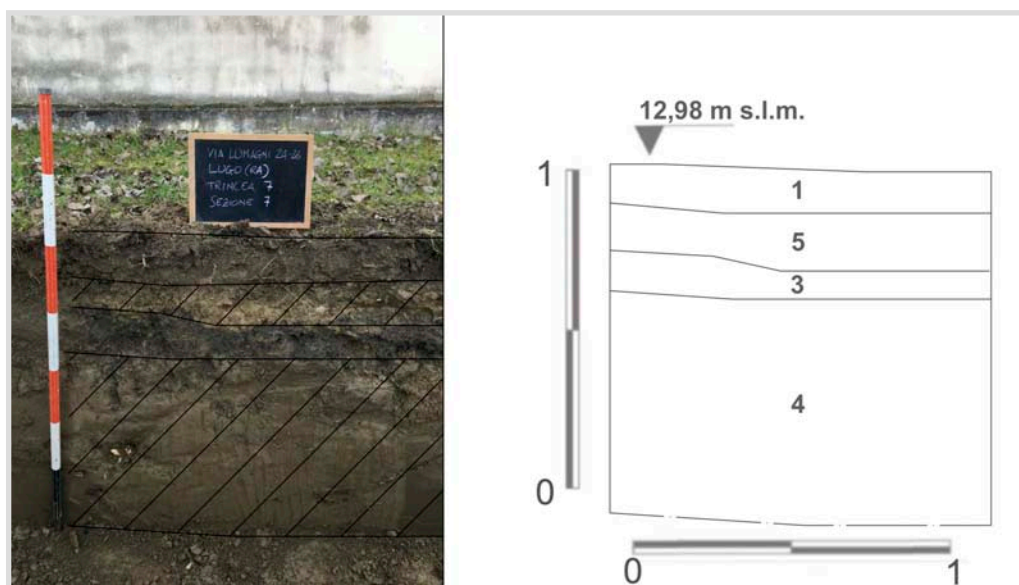 VIA LUMAGNI 24-26
LUGO (RA)
TRINCEA 7
SEZIONE 7
12,98 m s.l.m.
1
1
5
3
4
0
0
1